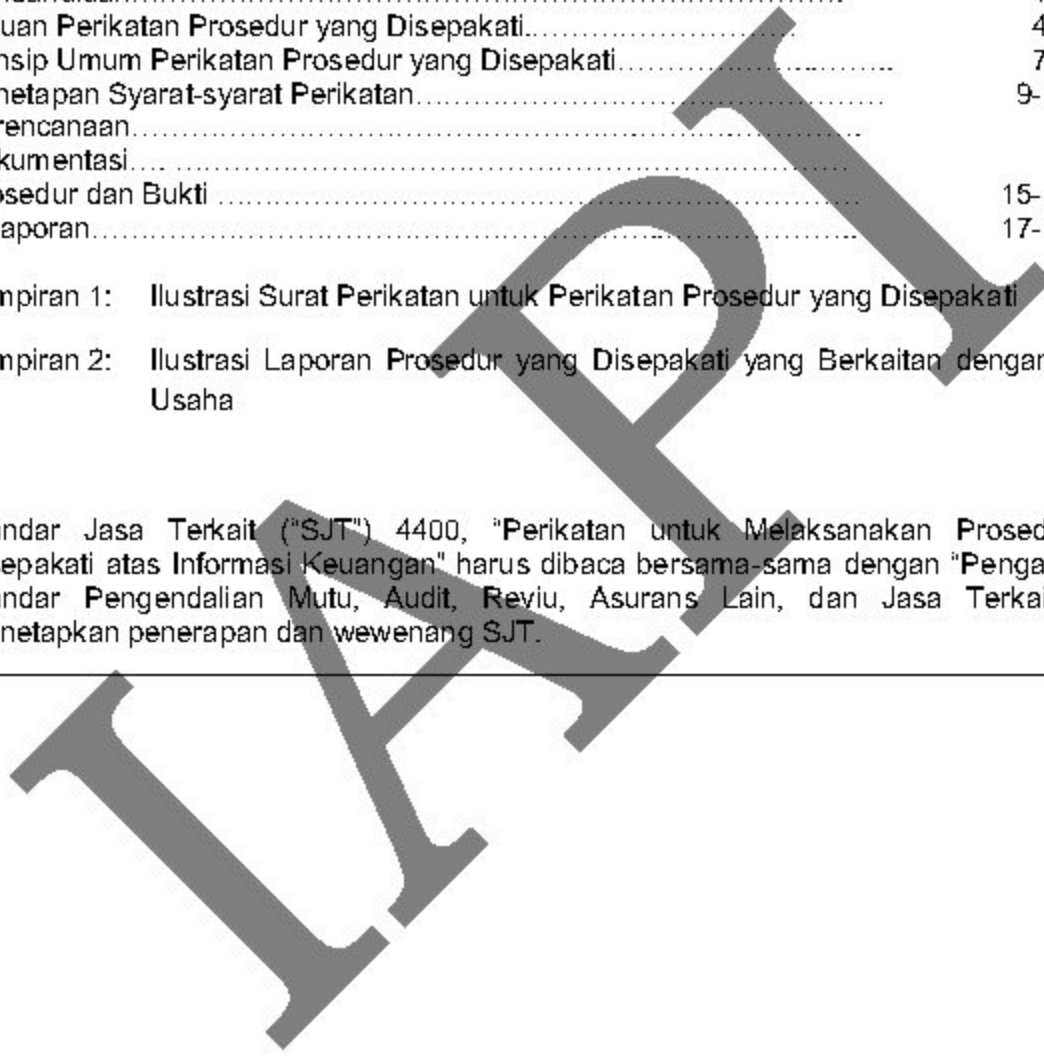 uan Perikatan Prosedur yang Disepakati.............................. 4
nsip Umum Perikatan Prosedur yang Disepakati.............................. 7
netapan Syarat-syarat Perikatan.............................. 9-
rencanaan..............................
kumentasi..............................
osedur dan Bukti .............................. 15-
aporan.............................. 17-
mpiran 1: Ilustrasi Surat Perikatan untuk Perikatan Prosedur yang Disepakati
mpiran 2: Ilustrasi Laporan Prosedur yang Disepakati yang Berkaitan dengan
Usaha
ndar Jasa Terkait ("SJT") 4400, "Perikatan untuk Melaksanakan Prosed
epakati atas Informasi Keuangan" harus dibaca bersama-sama dengan "Penga
ndar Pengendalian Mutu, Audit, Reviu, Asurans Lain, dan Jasa Terkai
netapkan penerapan dan wewenang SJT.
IAPI